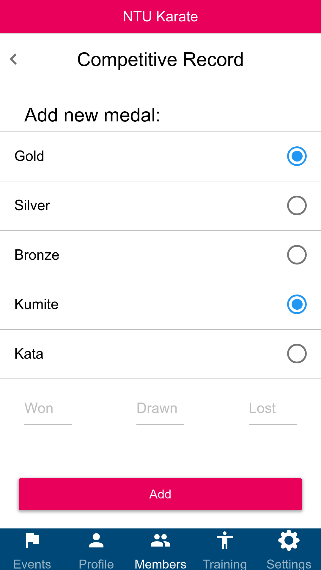 NTU Karate
Competitive Record
Add new medal:
Gold
Silver
Bronze
Kumite
Kata
Won Drawn Lost
Add
Events Profile Members Training Settings